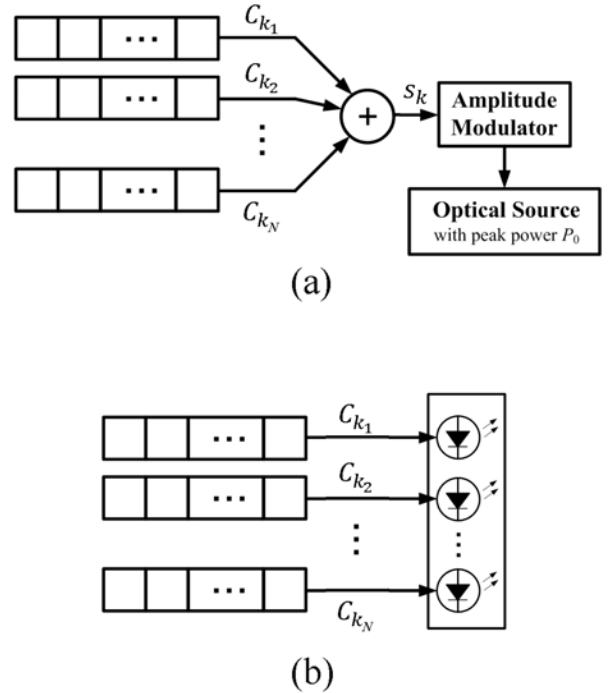 ... C_{k_1}
... C_{k_2} + s_k Amplitude
Modulator
⋮
... C_{k_N} Optical Source
with peak power P_0
(a)
... C_{k_1}
... C_{k_2}
⋮ ⋮
... C_{k_N}
(b)